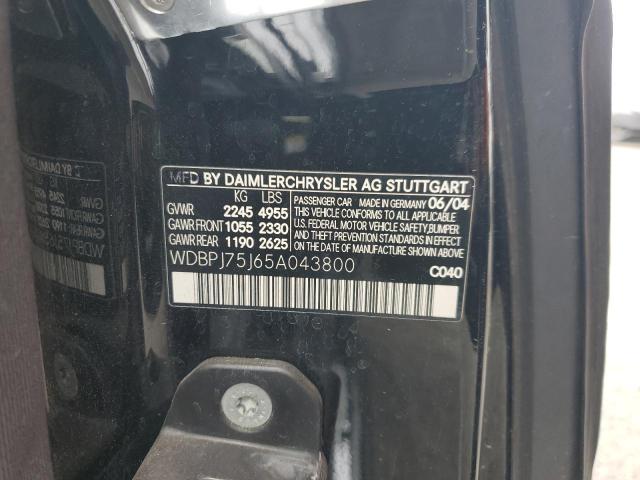 MFD BY DAIMLERCHRYSLER AG STUTTGART
KG LBS
GVWR 2245 4955
GAWR FRONT 1055 2330
GAWR REAR 1190 2625
PASSENGER CAR MADE IN GERMANY 06/04
THIS VEHICLE CONFORMS TO ALL APPLICABLE
U.S. FEDERAL MOTOR VEHICLE SAFETY,BUMPER,
AND THEFT PREVENTION STANDARDS
IN EFFECT ON THE DATE OF
MANUFACTURE SHOWN ABOVE
WDBPJ75J65A043800
C040